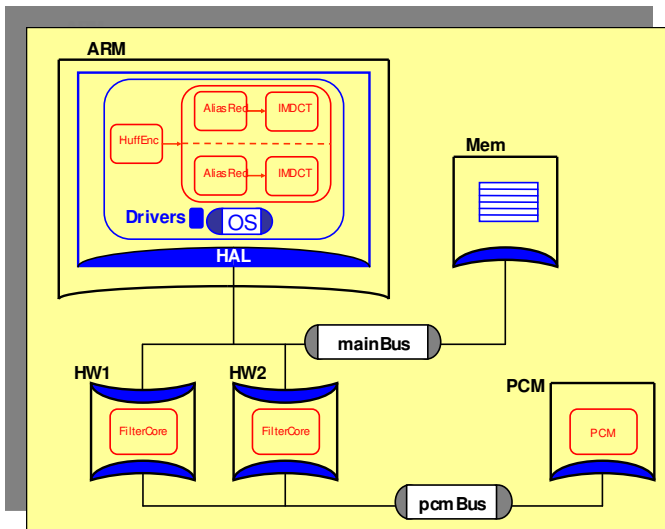 ARM
AliasRed
IMDCT
HuffEnc
AliasRed
IMDCT
Drivers
OS
HAL
Mem
mainBus
HW1
HW2
PCM
FilterCore
FilterCore
PCM
pcmBus